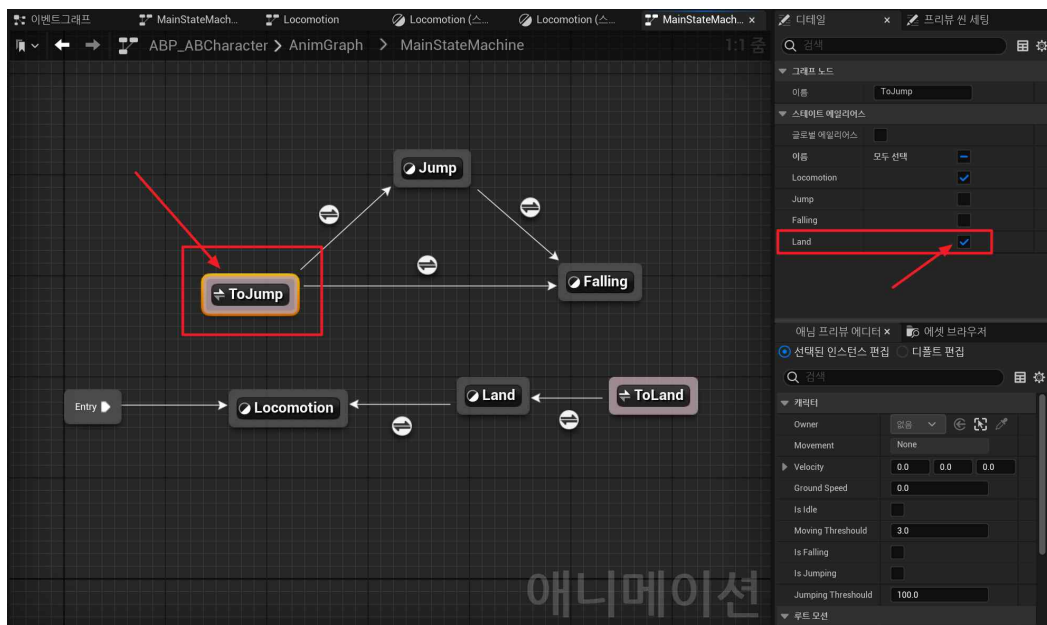 이벤트그래프
MainStateMach...
Locomotion
Locomotion (스...
Locomotion (스...
MainStateMach... ×
ABP_ABCharacter > AnimGraph > MainStateMachine
1:1 줌
Jump
ToJump
Falling
Entry
Locomotion
Land
ToLand
애니메이션
디테일 ×
프리뷰 씬 세팅
검색
그래프 노드
이름 ToJump
스테이트 에일리어스
글로벌 에일리어스
이름 모두 선택
Locomotion
Jump
Falling
Land
애님 프리뷰 에디터 ×
에셋 브라우저
선택된 인스턴스 편집 디폴트 편집
검색
캐릭터
Owner 없음
Movement None
Velocity 0.0 0.0 0.0
Ground Speed 0.0
Is Idle
Moving Threshould 3.0
Is Falling
Is Jumping
Jumping Threshould 100.0
루트 모션